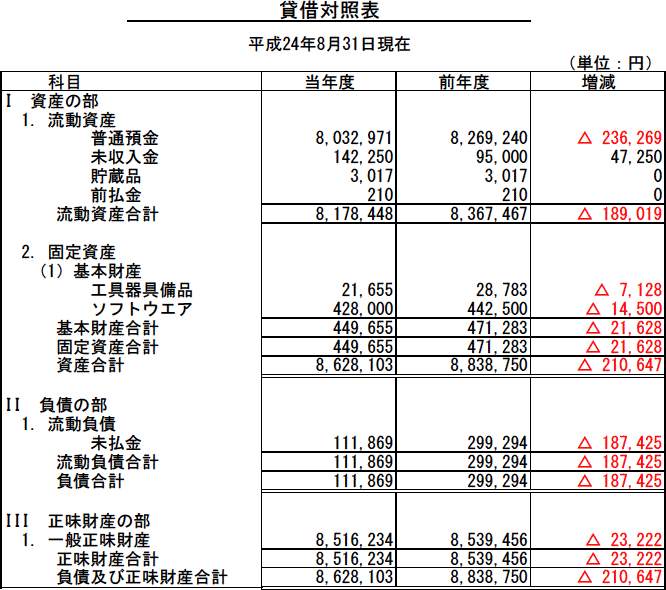 貸借対照表
平成24年8月31日現在
（単位：円）
科目 当年度 前年度 増減
I 資産の部
1. 流動資産
普通預金 8,032,971 8,269,240 △ 236,269
未収入金 142,250 95,000 47,250
貯蔵品 3,017 3,017 0
前払金 210 210 0
流動資産合計 8,178,448 8,367,467 △ 189,019
2. 固定資産
(1) 基本財産
工具器具備品 21,655 28,783 △ 7,128
ソフトウエア 428,000 442,500 △ 14,500
基本財産合計 449,655 471,283 △ 21,628
固定資産合計 449,655 471,283 △ 21,628
資産合計 8,628,103 8,838,750 △ 210,647
II 負債の部
1. 流動負債
未払金 111,869 299,294 △ 187,425
流動負債合計 111,869 299,294 △ 187,425
負債合計 111,869 299,294 △ 187,425
III 正味財産の部
1. 一般正味財産 8,516,234 8,539,456 △ 23,222
正味財産合計 8,516,234 8,539,456 △ 23,222
負債及び正味財産合計 8,628,103 8,838,750 △ 210,647